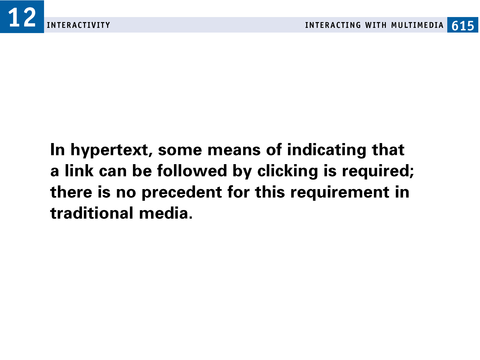 12 INTERACTIVITY INTERACTING WITH MULTIMEDIA 615
In hypertext, some means of indicating that
a link can be followed by clicking is required;
there is no precedent for this requirement in
traditional media.